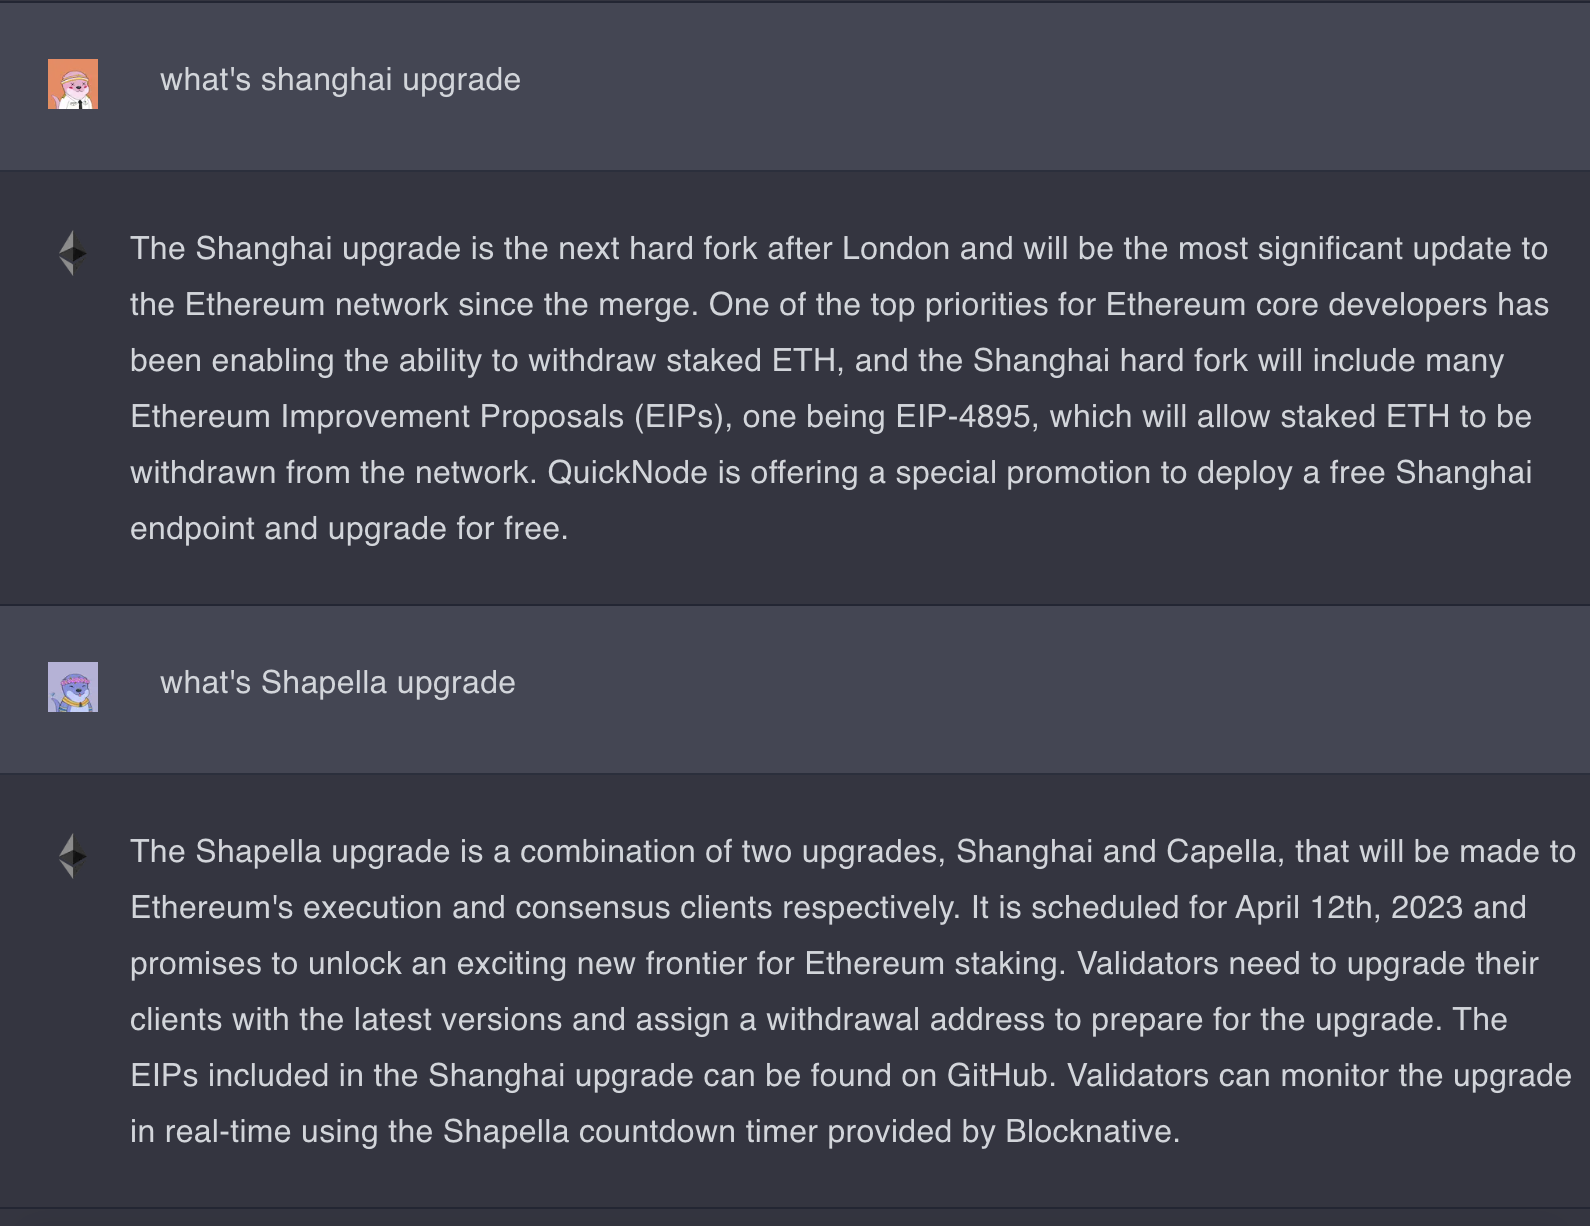 what's shanghai upgrade
The Shanghai upgrade is the next hard fork after London and will be the most significant update to
the Ethereum network since the merge. One of the top priorities for Ethereum core developers has
been enabling the ability to withdraw staked ETH, and the Shanghai hard fork will include many
Ethereum Improvement Proposals (EIPs), one being EIP-4895, which will allow staked ETH to be
withdrawn from the network. QuickNode is offering a special promotion to deploy a free Shanghai
endpoint and upgrade for free.
what's Shapella upgrade
The Shapella upgrade is a combination of two upgrades, Shanghai and Capella, that will be made to
Ethereum's execution and consensus clients respectively. It is scheduled for April 12th, 2023 and
promises to unlock an exciting new frontier for Ethereum staking. Validators need to upgrade their
clients with the latest versions and assign a withdrawal address to prepare for the upgrade. The
EIPs included in the Shanghai upgrade can be found on GitHub. Validators can monitor the upgrade
in real-time using the Shapella countdown timer provided by Blocknative.